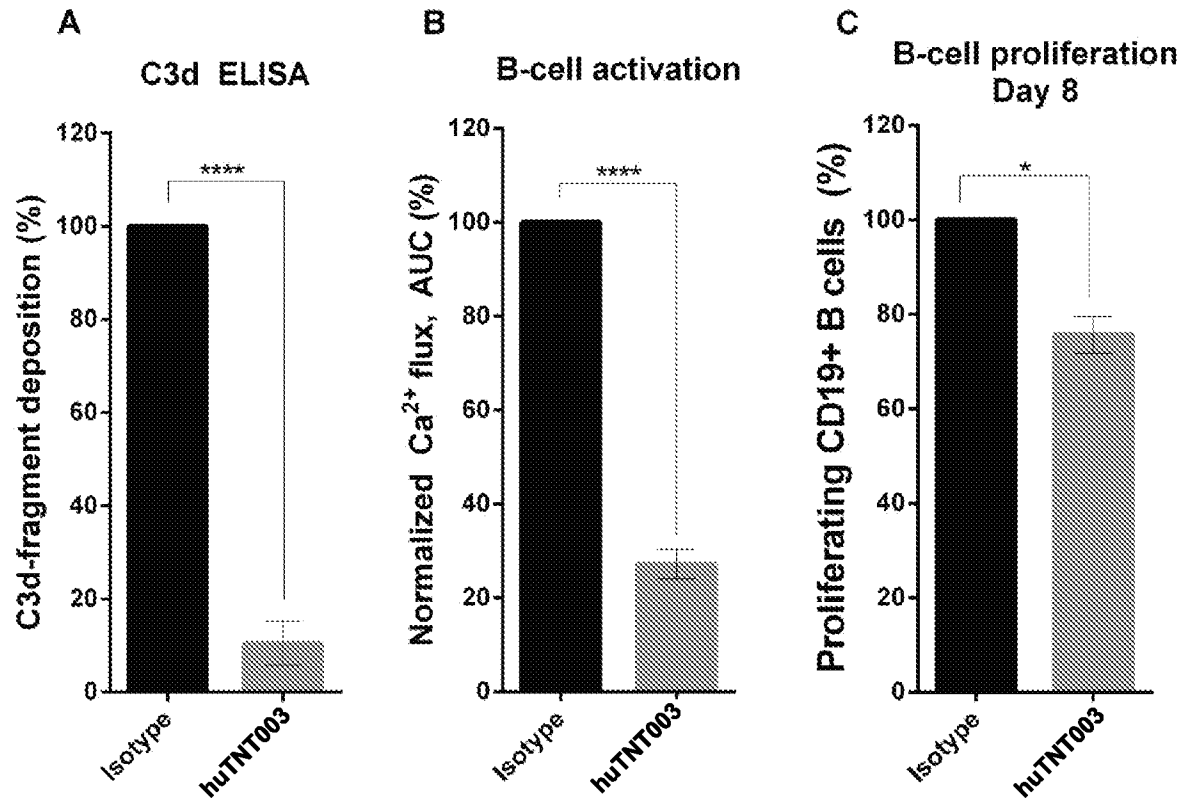 A
C3d ELISA
C3d-fragment deposition (%)
120
100
80
60
40
20
0
****
Isotype
huTNT003
B
B-cell activation
Normalized Ca²⁺ flux, AUC (%)
120
100
80
60
40
20
0
****
Isotype
huTNT003
C
B-cell proliferation
Day 8
Proliferating CD19+ B cells (%)
120
100
80
60
40
20
0
*
Isotype
huTNT003